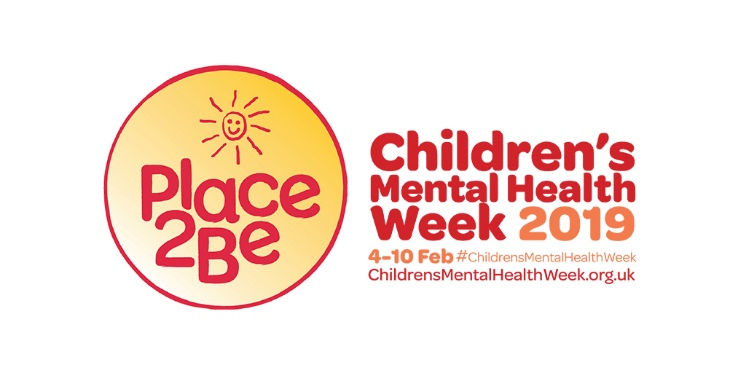 Place
2Be
Children's
Mental Health
Week 2019
4-10 Feb #ChildrensMentalHealthWeek
ChildrensMentalHealthWeek.org.uk